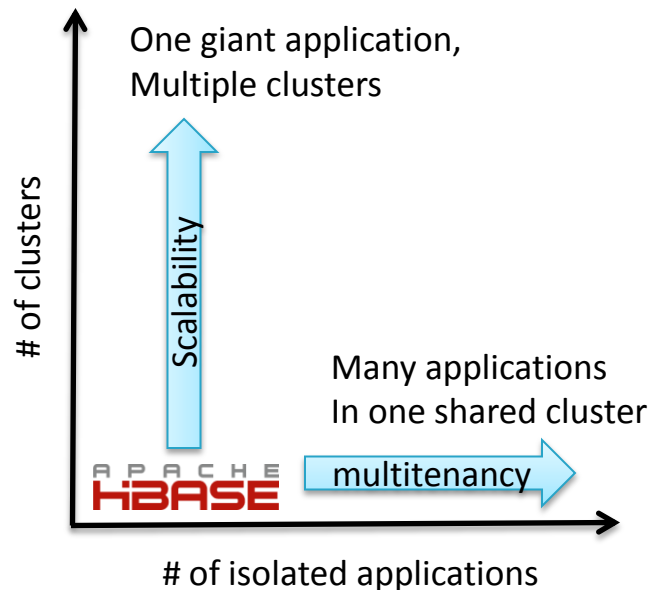 One giant application,
Multiple clusters
# of clusters
Scalability
Many applications
In one shared cluster
APACHE
HBASE
multitenancy
# of isolated applications